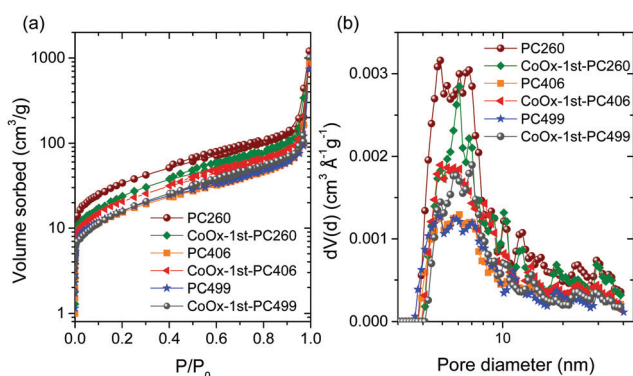 (a)
1000
100
10
1
0.0 0.2 0.4 0.6 0.8 1.0
Volume sorbed (cm³/g)
P/P₀
PC260
CoOx-1st-PC260
PC406
CoOx-1st-PC406
PC499
CoOx-1st-PC499
(b)
0.003
0.002
0.001
0.000
10
dV(d) (cm³ Å⁻¹g⁻¹)
Pore diameter (nm)
PC260
CoOx-1st-PC260
PC406
CoOx-1st-PC406
PC499
CoOx-1st-PC499